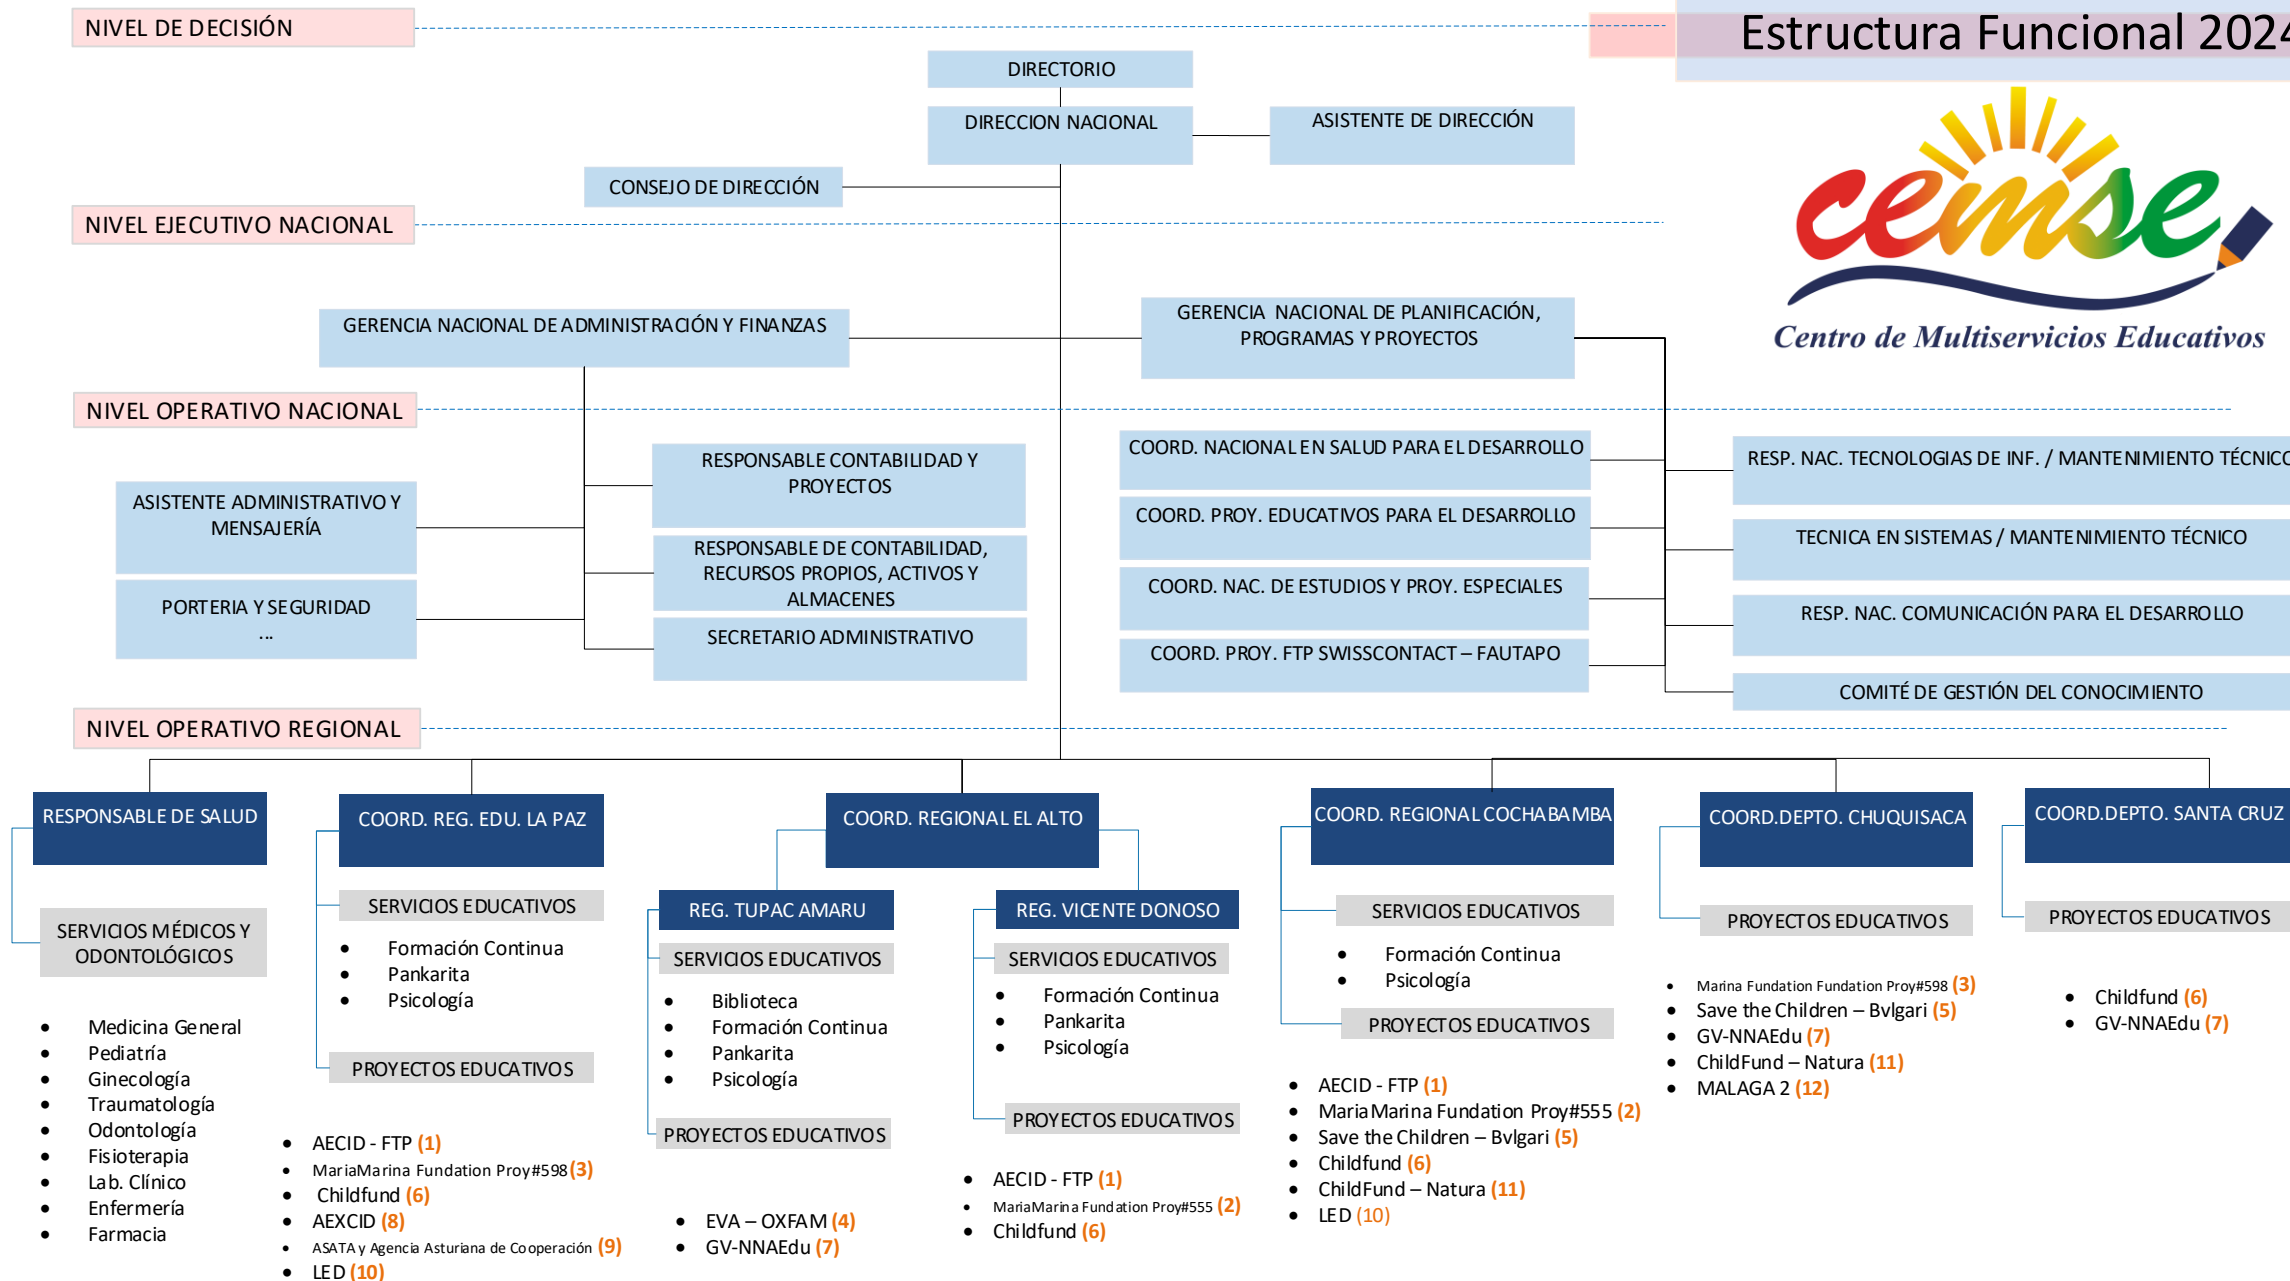 NIVEL DE DECISIÓN
Estructura Funcional 2024
DIRECTORIO
DIRECCION NACIONAL
ASISTENTE DE DIRECCIÓN
CONSEJO DE DIRECCIÓN
cemse
Centro de Multiservicios Educativos
NIVEL EJECUTIVO NACIONAL
GERENCIA NACIONAL DE ADMINISTRACIÓN Y FINANZAS
GERENCIA NACIONAL DE PLANIFICACIÓN,
PROGRAMAS Y PROYECTOS
NIVEL OPERATIVO NACIONAL
ASISTENTE ADMINISTRATIVO Y
MENSAJERÍA
PORTERIA Y SEGURIDAD
...
RESPONSABLE CONTABILIDAD Y
PROYECTOS
RESPONSABLE DE CONTABILIDAD,
RECURSOS PROPIOS, ACTIVOS Y
ALMACENES
SECRETARIO ADMINISTRATIVO
COORD. NACIONAL EN SALUD PARA EL DESARROLLO
COORD. PROY. EDUCATIVOS PARA EL DESARROLLO
COORD. NAC. DE ESTUDIOS Y PROY. ESPECIALES
COORD. PROY. FTP SWISSCONTACT – FAUTAPO
RESP. NAC. TECNOLOGIAS DE INF. / MANTENIMIENTO TÉCNICO
TECNICA EN SISTEMAS / MANTENIMIENTO TÉCNICO
RESP. NAC. COMUNICACIÓN PARA EL DESARROLLO
COMITÉ DE GESTIÓN DEL CONOCIMIENTO
NIVEL OPERATIVO REGIONAL
RESPONSABLE DE SALUD
SERVICIOS MÉDICOS Y
ODONTOLÓGICOS
• Medicina General
• Pediatría
• Ginecología
• Traumatología
• Odontología
• Fisioterapia
• Lab. Clínico
• Enfermería
• Farmacia
COORD. REG. EDU. LA PAZ
SERVICIOS EDUCATIVOS
• Formación Continua
• Pankarita
• Psicología
PROYECTOS EDUCATIVOS
• AECID - FTP (1)
• MariaMarina Fundation Proy#598 (3)
• Childfund (6)
• AEXCID (8)
• ASATA y Agencia Asturiana de Cooperación (9)
• LED (10)
COORD. REGIONAL EL ALTO
REG. TUPAC AMARU
SERVICIOS EDUCATIVOS
• Biblioteca
• Formación Continua
• Pankarita
• Psicología
PROYECTOS EDUCATIVOS
• EVA – OXFAM (4)
• GV-NNAEdu (7)
REG. VICENTE DONOSO
SERVICIOS EDUCATIVOS
• Formación Continua
• Pankarita
• Psicología
PROYECTOS EDUCATIVOS
• AECID - FTP (1)
• MariaMarina Fundation Proy#555 (2)
• Childfund (6)
COORD. REGIONAL COCHABAMBA
SERVICIOS EDUCATIVOS
• Formación Continua
• Psicología
PROYECTOS EDUCATIVOS
• AECID - FTP (1)
• MariaMarina Fundation Proy#555 (2)
• Save the Children – Bvlgari (5)
• Childfund (6)
• ChildFund – Natura (11)
• LED (10)
COORD.DEPTO. CHUQUISACA
PROYECTOS EDUCATIVOS
• Marina Fundation Fundation Proy#598 (3)
• Save the Children – Bvlgari (5)
• GV-NNAEdu (7)
• ChildFund – Natura (11)
• MALAGA 2 (12)
COORD.DEPTO. SANTA CRUZ
PROYECTOS EDUCATIVOS
• Childfund (6)
• GV-NNAEdu (7)